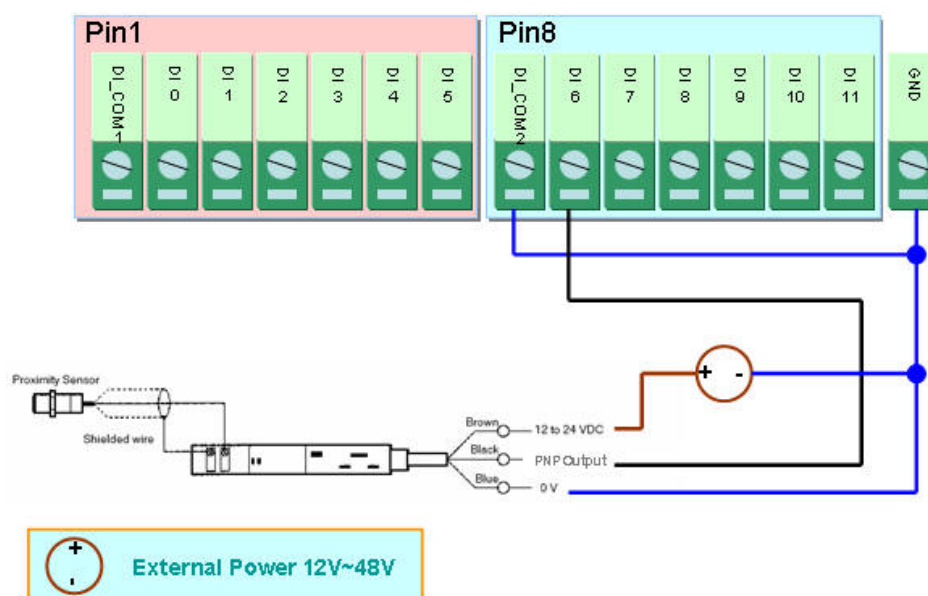 Pin1
Pin8
DI_COM1
DI 0
DI 1
DI 2
DI 3
DI 4
DI 5
DI_COM2
DI 6
DI 7
DI 8
DI 9
DI 10
DI 11
GND
+ -
Proximity Sensor
Shielded wire
Brown
12 to 24 VDC
Black
PNP Output
Blue
0 V
+
-
External Power 12V~48V